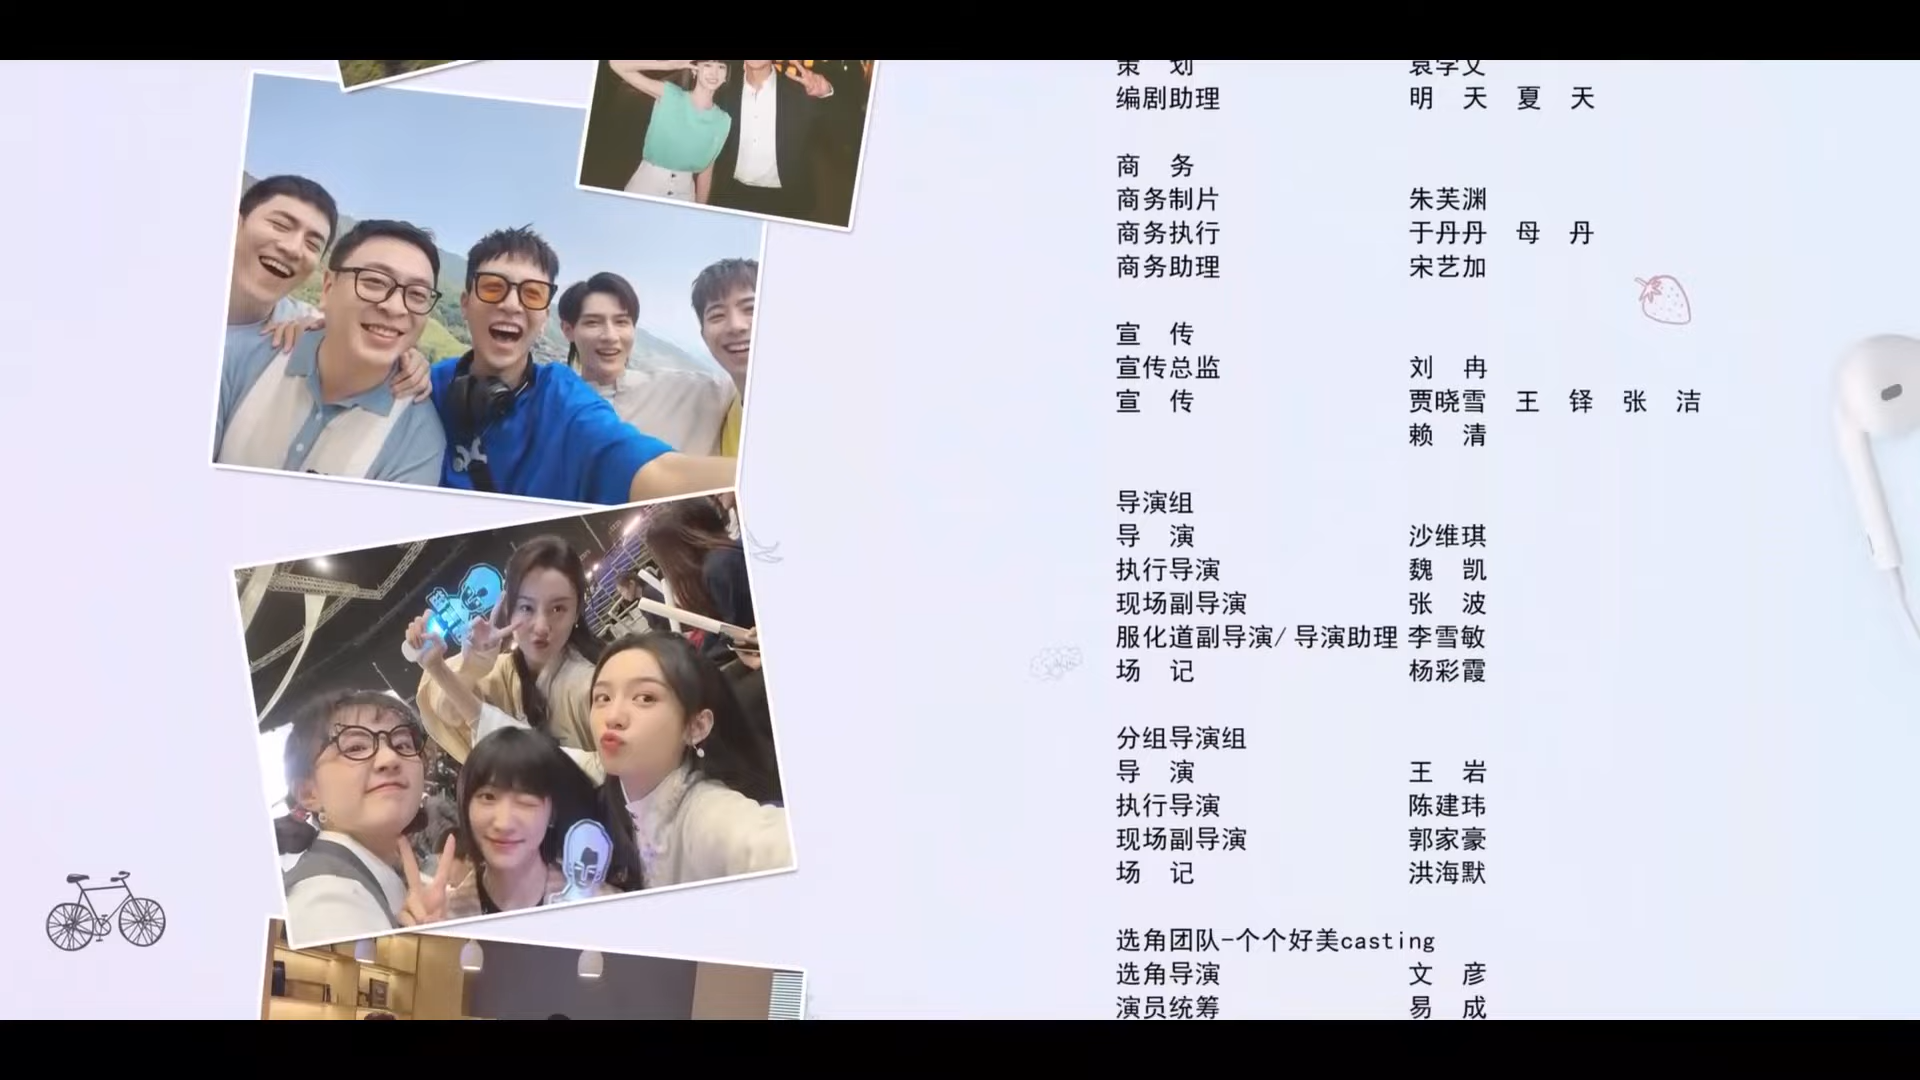 策 划 袁学文
编剧助理 明 天 夏 天
商 务
商务制片 朱芙渊
商务执行 于丹丹 母 丹
商务助理 宋艺加
宣 传
宣传总监 刘 冉
宣 传 贾晓雪 王 铎 张 洁
赖 清
导演组
导 演 沙维琪
执行导演 魏 凯
现场副导演 张 波
服化道副导演/导演助理 李雪敏
场 记 杨彩霞
分组导演组
导 演 王 岩
执行导演 陈建玮
现场副导演 郭家豪
场 记 洪海默
选角团队-个个好美casting
选角导演 文 彦
演员统筹 易 成